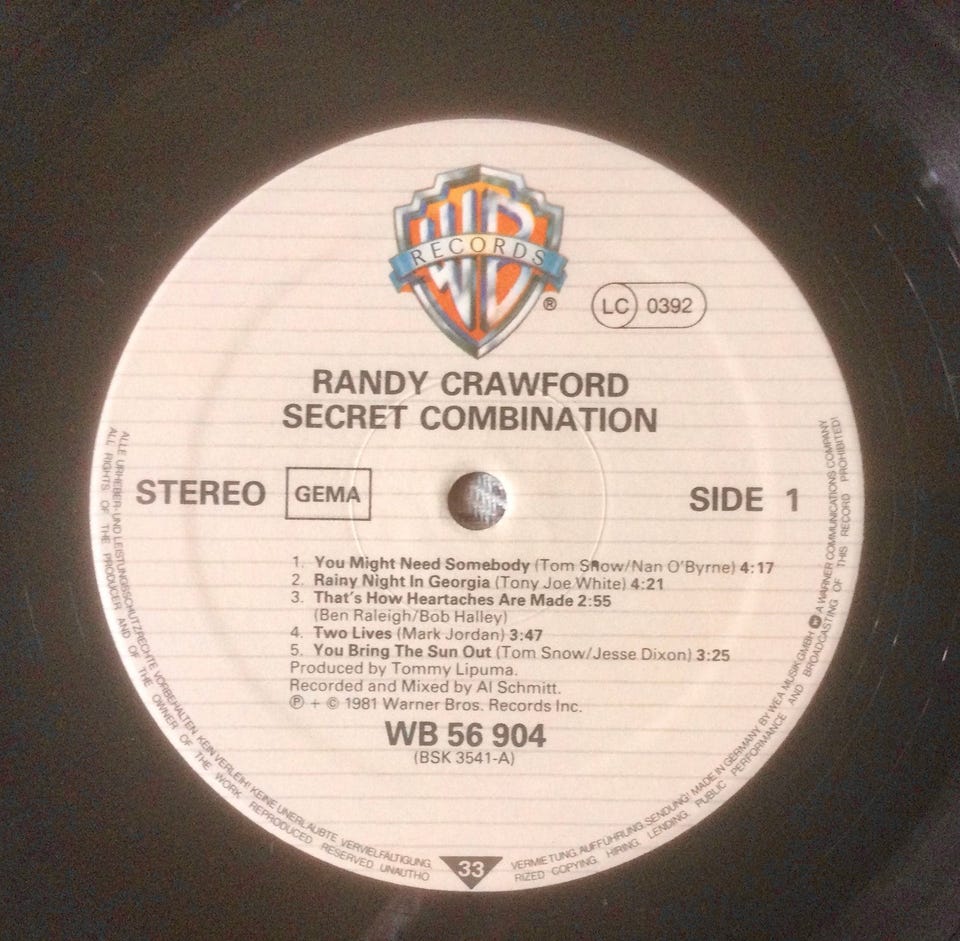 WB
RECORDS
®
LC 0392
RANDY CRAWFORD
SECRET COMBINATION
STEREO GEMA SIDE 1
1. You Might Need Somebody (Tom Snow/Nan O'Byrne) 4:17
2. Rainy Night In Georgia (Tony Joe White) 4:21
3. That's How Heartaches Are Made 2:55
(Ben Raleigh/Bob Halley)
4. Two Lives (Mark Jordan) 3:47
5. You Bring The Sun Out (Tom Snow/Jesse Dixon) 3:25
Produced by Tommy Lipuma.
Recorded and Mixed by Al Schmitt.
℗ + © 1981 Warner Bros. Records Inc.
WB 56 904
(BSK 3541-A)
33
ALLE URHEBER- UND LEISTUNGSSCHUTZRECHTE VORBEHALTEN. KEIN VERLEIH! KEINE UNERLAUBTE VERVIELFÄLTIGUNG, VERMIETUNG, AUFFÜHRUNG, SENDUNG! MADE IN GERMANY BY WEA MUSIK GMBH A WARNER COMMUNICATIONS COMPANY
ALL RIGHTS OF THE PRODUCER AND OF THE OWNER OF THE WORK REPRODUCED RESERVED UNAUTHORIZED COPYING, HIRING, LENDING, PUBLIC PERFORMANCE AND BROADCASTING OF THIS RECORD PROHIBITED!